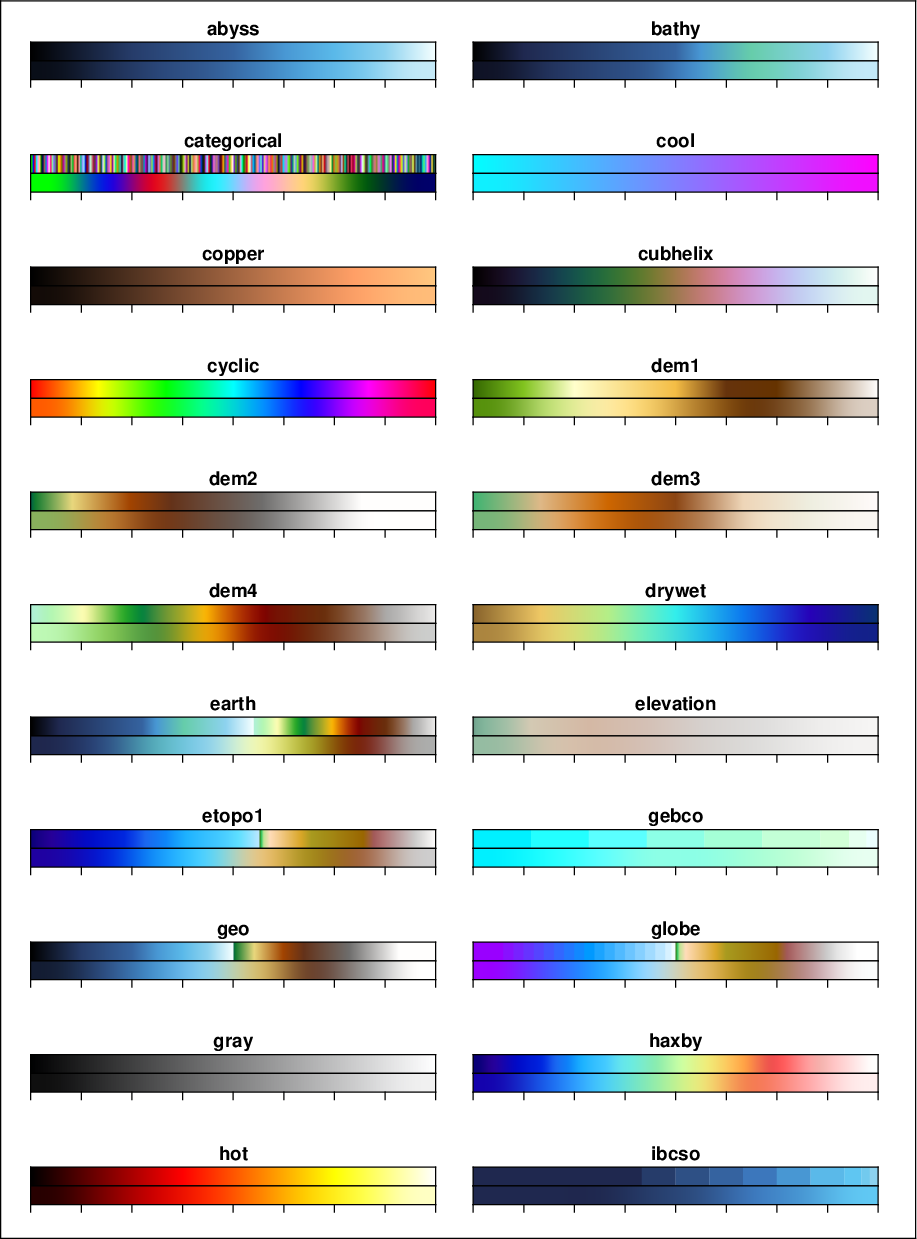 abyss
bathy
categorical
cool
copper
cubhelix
cyclic
dem1
dem2
dem3
dem4
drywet
earth
elevation
etopo1
gebco
geo
globe
gray
haxby
hot
ibcso